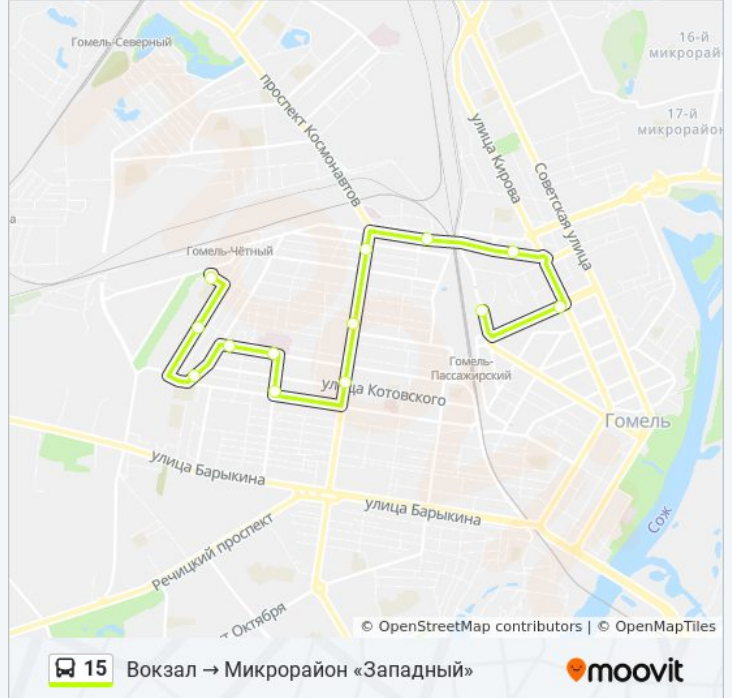 Гомель-Северный
16-й
микрорай
17-й
микрорайон
проспект Космонавтов
улица Кирова
Советская улица
а
Гомель-Чётный
Гомель-
Пассажирский
улица Котовского
Гомель
улица Барыкина
улица Барыкина
Сож
Речицкий проспект
т Октября
© OpenStreetMap contributors | © OpenMapTiles
15 Вокзал → Микрорайон «Западный» moovit